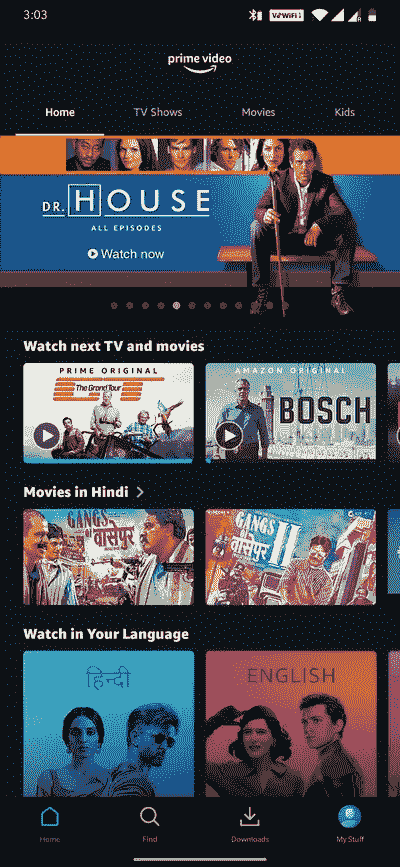 3:03
Vo WiFi
prime video
Home TV Shows Movies Kids
DR. HOUSE
ALL EPISODES
Watch now
Watch next TV and movies
PRIME ORIGINAL
GT
The Grand Tour
AMAZON ORIGINAL
BOSCH
Movies in Hindi
GANGS OF वासेपुर
GANGS OF वासेपुर II
Watch in Your Language
हिन्दी ENGLISH
Home Find Downloads My Stuff